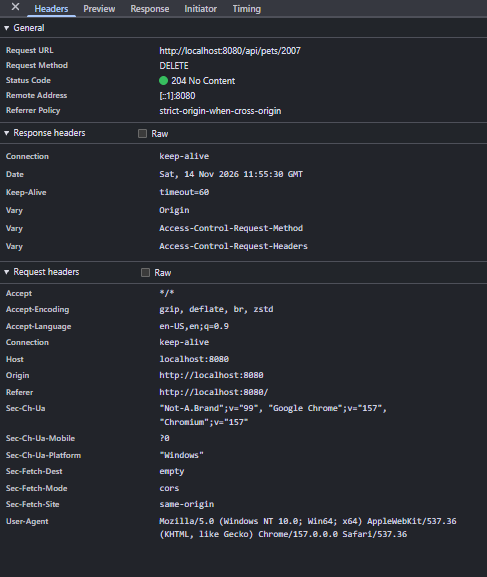 Headers Preview Response Initiator Timing
General
Request URL http://localhost:8080/api/pets/2007
Request Method DELETE
Status Code 204 No Content
Remote Address [::1]:8080
Referrer Policy strict-origin-when-cross-origin
Response headers Raw
Connection keep-alive
Date Sat, 14 Nov 2026 11:55:30 GMT
Keep-Alive timeout=60
Vary Origin
Vary Access-Control-Request-Method
Vary Access-Control-Request-Headers
Request headers Raw
Accept */*
Accept-Encoding gzip, deflate, br, zstd
Accept-Language en-US,en;q=0.9
Connection keep-alive
Host localhost:8080
Origin http://localhost:8080
Referer http://localhost:8080/
Sec-Ch-Ua "Not-A.Brand";v="99", "Google Chrome";v="157",
"Chromium";v="157"
Sec-Ch-Ua-Mobile ?0
Sec-Ch-Ua-Platform "Windows"
Sec-Fetch-Dest empty
Sec-Fetch-Mode cors
Sec-Fetch-Site same-origin
User-Agent Mozilla/5.0 (Windows NT 10.0; Win64; x64) AppleWebKit/537.36
(KHTML, like Gecko) Chrome/157.0.0.0 Safari/537.36